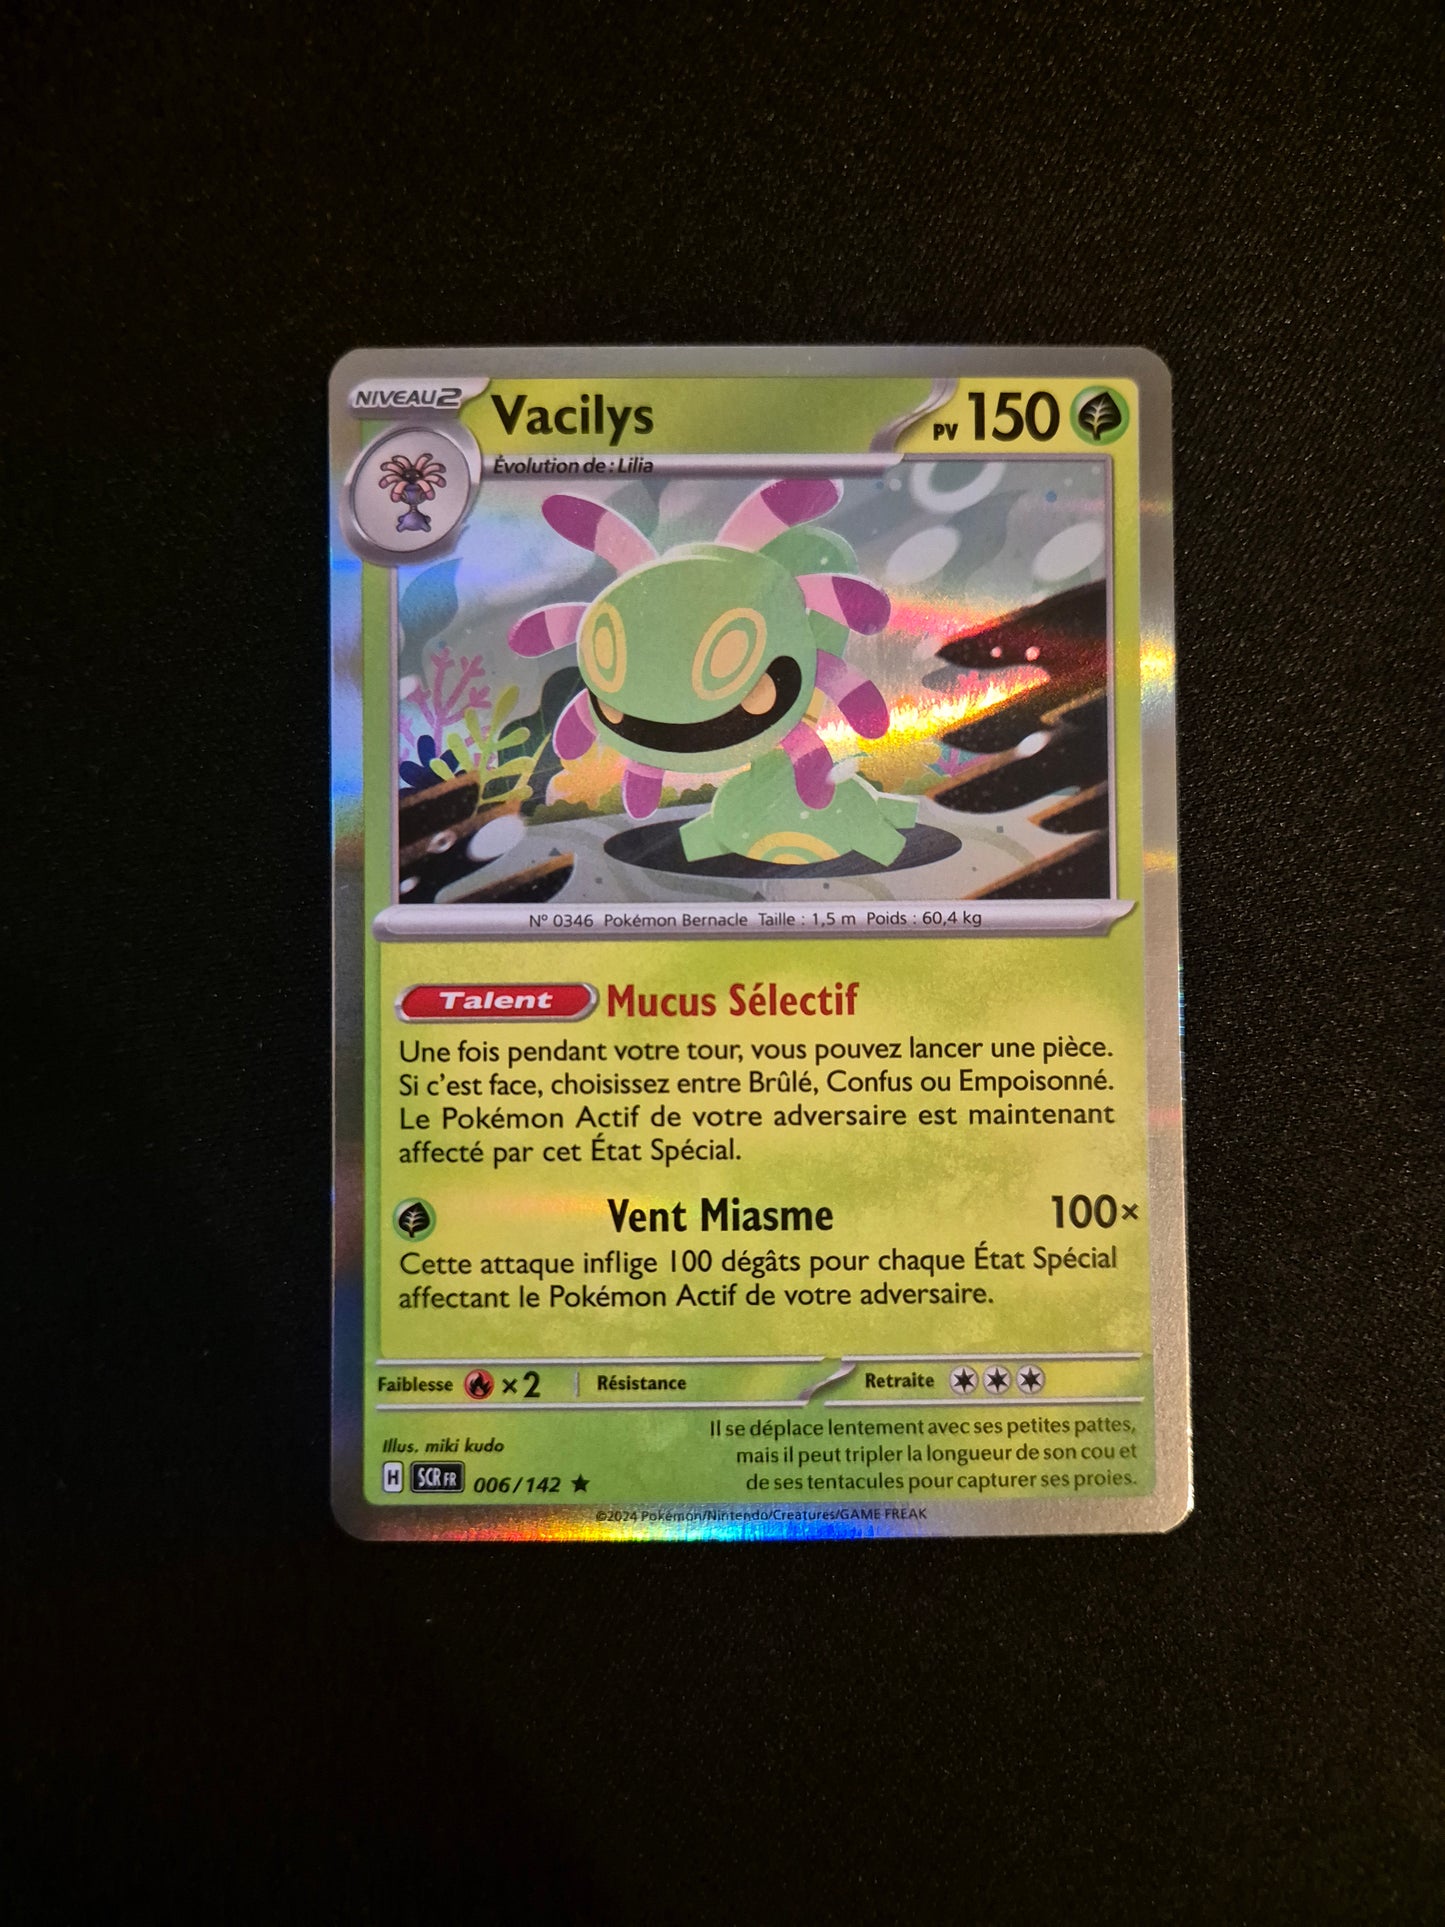 NIVEAU 2
Vacilys
PV 150
Évolution de : Lilia
N° 0346 Pokémon Bernacle Taille : 1,5 m Poids : 60,4 kg
Talent Mucus Sélectif
Une fois pendant votre tour, vous pouvez lancer une pièce.
Si c'est face, choisissez entre Brûlé, Confus ou Empoisonné.
Le Pokémon Actif de votre adversaire est maintenant
affecté par cet État Spécial.
Vent Miasme 100×
Cette attaque inflige 100 dégâts pour chaque État Spécial
affectant le Pokémon Actif de votre adversaire.
Faiblesse ×2 Résistance Retraite
Il se déplace lentement avec ses petites pattes,
mais il peut tripler la longueur de son cou et
de ses tentacules pour capturer ses proies.
Illus. miki kudo
H SCR FR 006/142 ★
©2024 Pokémon/Nintendo/Creatures/GAME FREAK